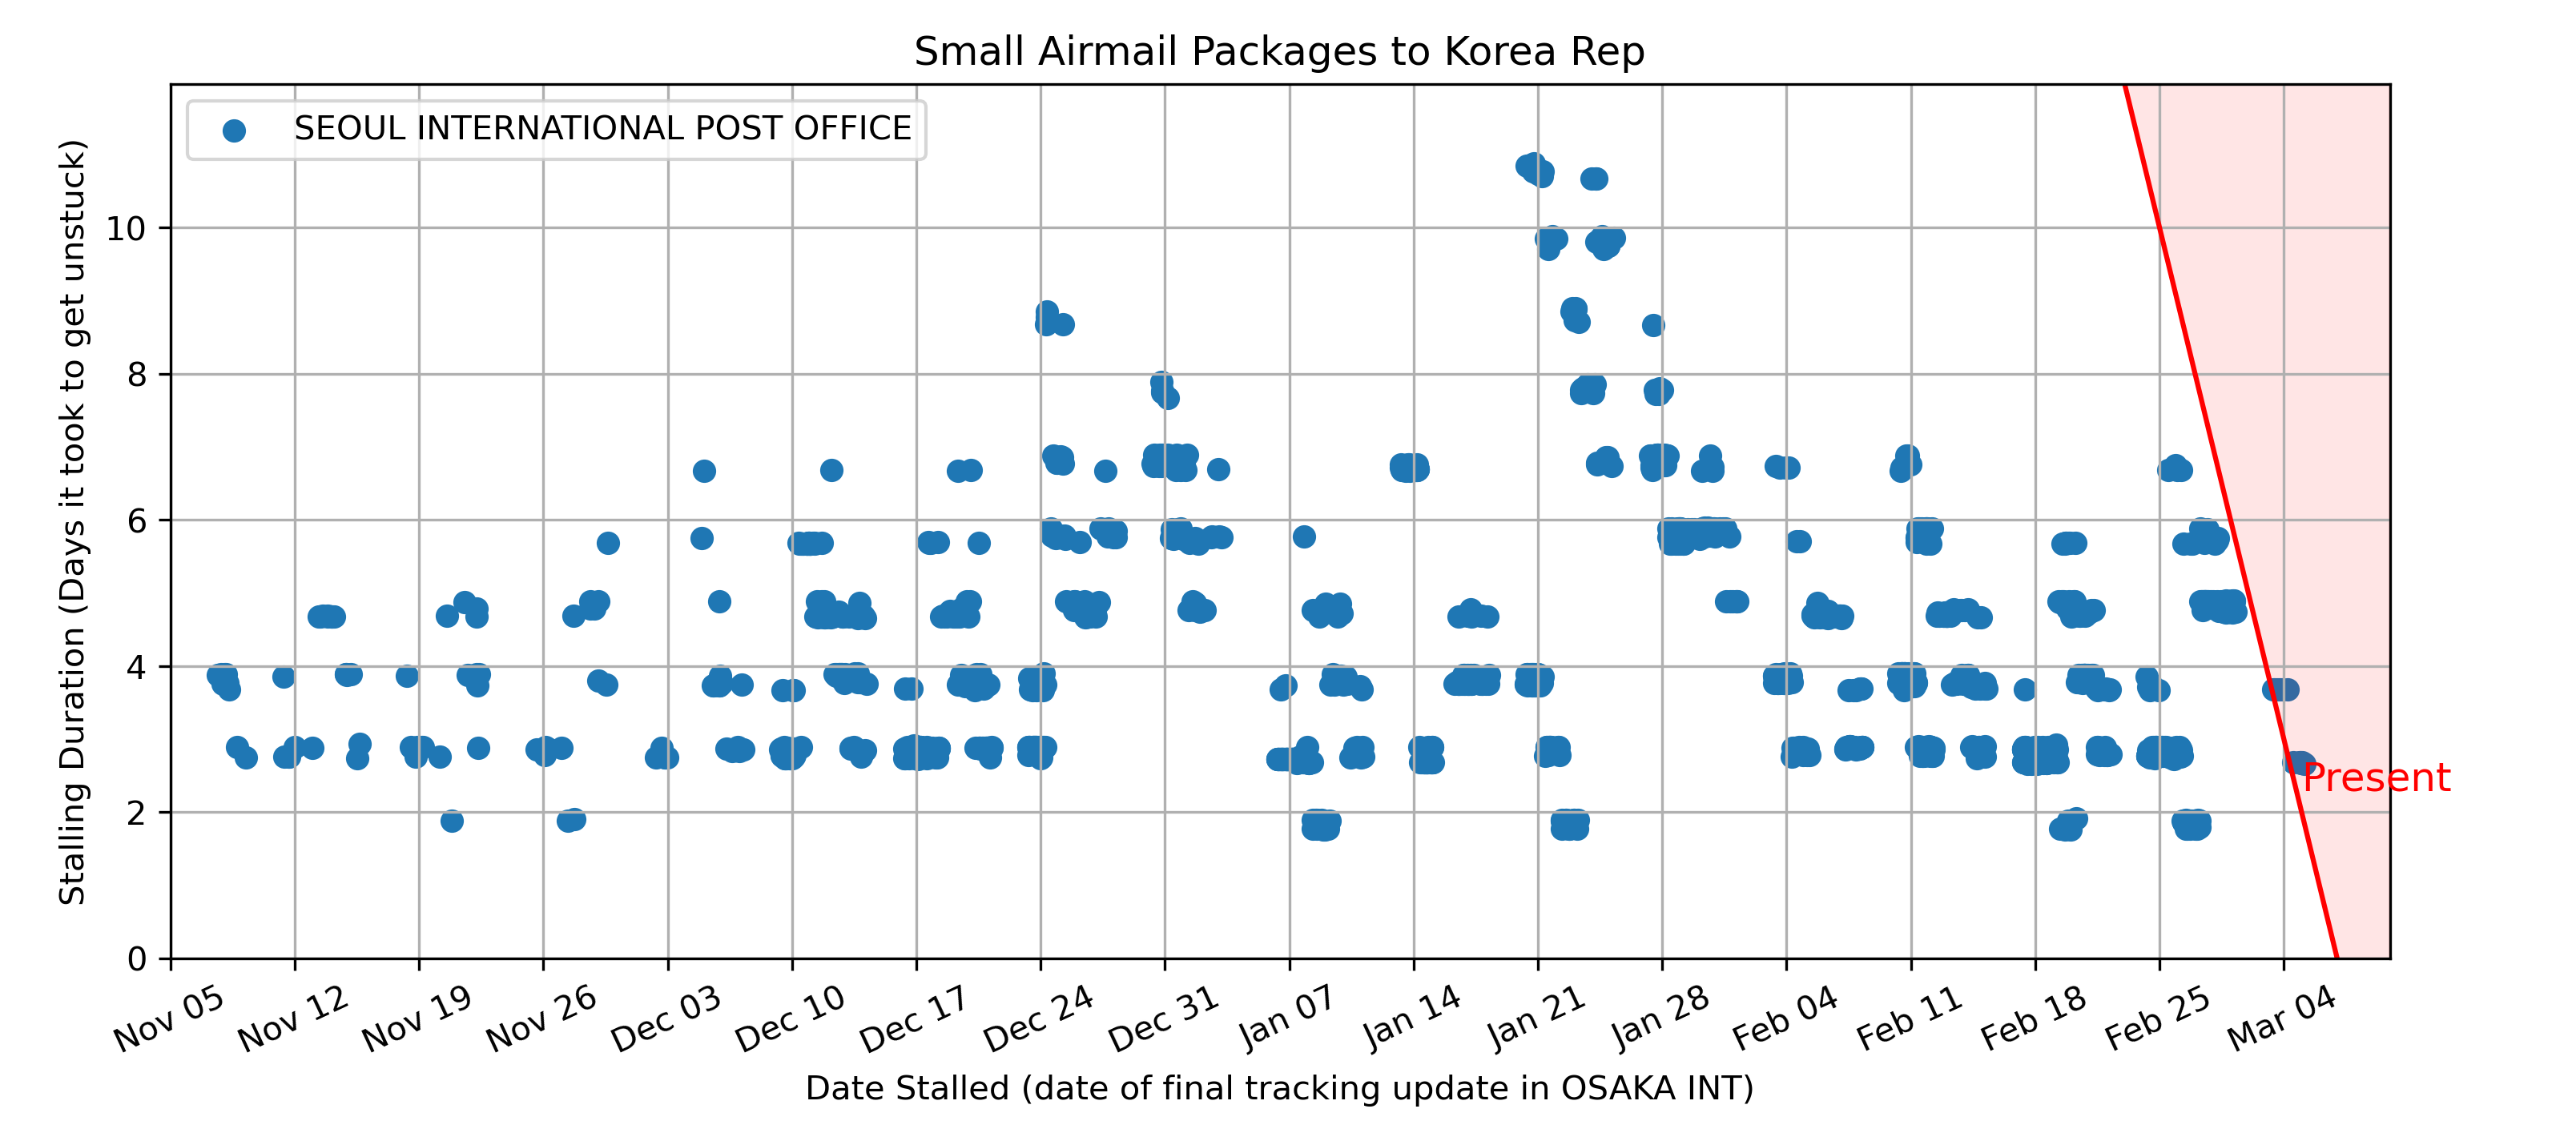 Small Airmail Packages to Korea Rep
SEOUL INTERNATIONAL POST OFFICE
Stalling Duration (Days it took to get unstuck)
10
8
6
4
2
0
Present
Nov 05
Nov 12
Nov 19
Nov 26
Dec 03
Dec 10
Dec 17
Dec 24
Dec 31
Jan 07
Jan 14
Jan 21
Jan 28
Feb 04
Feb 11
Feb 18
Feb 25
Mar 04
Date Stalled (date of final tracking update in OSAKA INT)